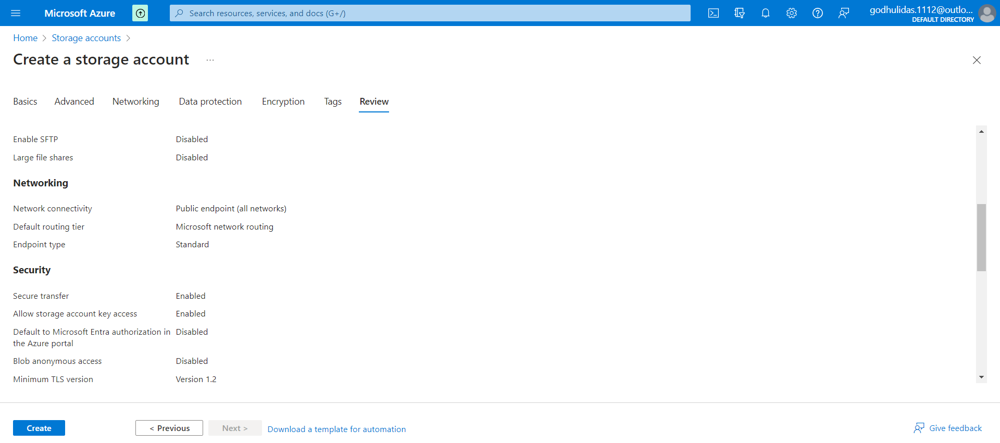 Microsoft Azure
Search resources, services, and docs (G+/)
godhulidas.1112@outlo...
DEFAULT DIRECTORY
Home > Storage accounts >
Create a storage account ...
Basics Advanced Networking Data protection Encryption Tags Review
Enable SFTP Disabled
Large file shares Disabled
Networking
Network connectivity Public endpoint (all networks)
Default routing tier Microsoft network routing
Endpoint type Standard
Security
Secure transfer Enabled
Allow storage account key access Enabled
Default to Microsoft Entra authorization in Disabled
the Azure portal
Blob anonymous access Disabled
Minimum TLS version Version 1.2
Create < Previous Next > Download a template for automation Give feedback